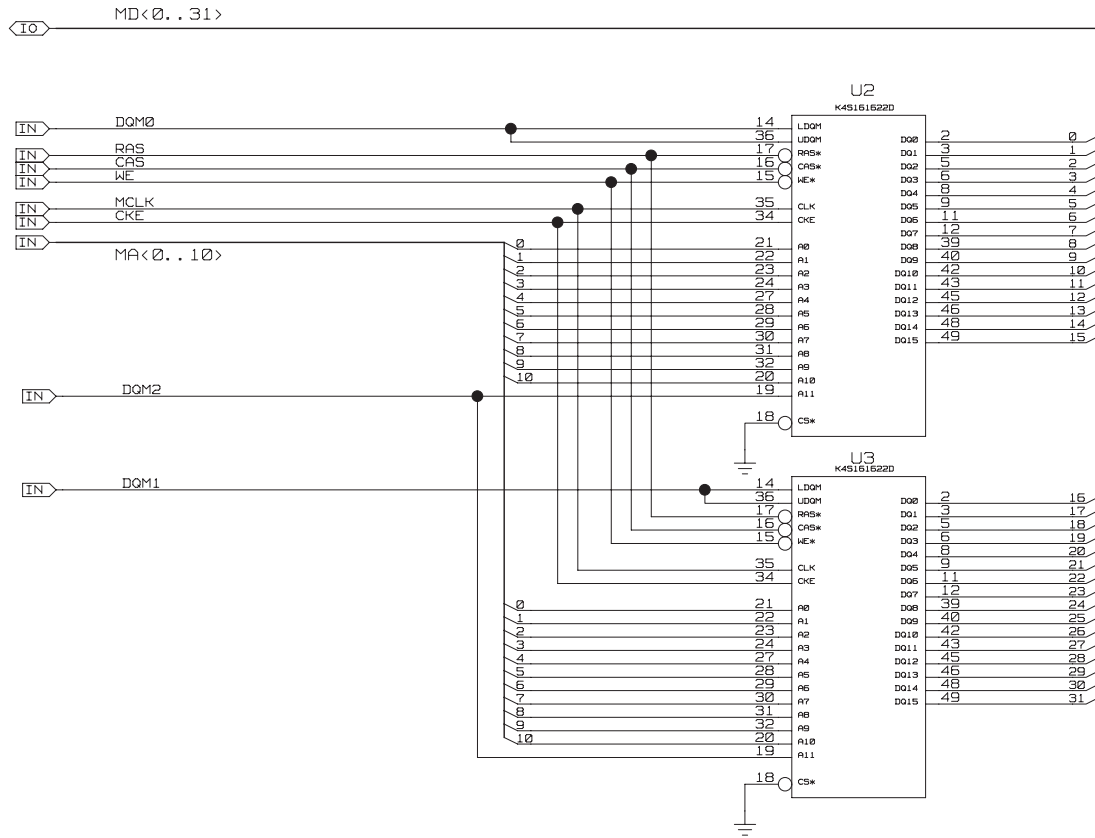 MD<0..31>
IO
U2
K4S161622D
IN DQM0 14 LDQM
36 UDQM DQ0 2 0
IN RAS 17 RAS* DQ1 3 1
IN CAS 16 CAS* DQ2 5 2
IN WE 15 WE* DQ3 6 3
DQ4 8 4
IN MCLK 35 CLK DQ5 9 5
IN CKE 34 CKE DQ6 11 6
DQ7 12 7
IN 0 21 A0 DQ8 39 8
MA<0..10> 1 22 A1 DQ9 40 9
2 23 A2 DQ10 42 10
3 24 A3 DQ11 43 11
4 27 A4 DQ12 45 12
5 28 A5 DQ13 46 13
6 29 A6 DQ14 48 14
7 30 A7 DQ15 49 15
8 31 A8
9 32 A9
10 20 A10
IN DQM2 19 A11
18 CS*
U3
K4S161622D
IN DQM1 14 LDQM
36 UDQM DQ0 2 16
17 RAS* DQ1 3 17
16 CAS* DQ2 5 18
15 WE* DQ3 6 19
DQ4 8 20
35 CLK DQ5 9 21
34 CKE DQ6 11 22
DQ7 12 23
0 21 A0 DQ8 39 24
1 22 A1 DQ9 40 25
2 23 A2 DQ10 42 26
3 24 A3 DQ11 43 27
4 27 A4 DQ12 45 28
5 28 A5 DQ13 46 29
6 29 A6 DQ14 48 30
7 30 A7 DQ15 49 31
8 31 A8
9 32 A9
10 20 A10
19 A11
18 CS*